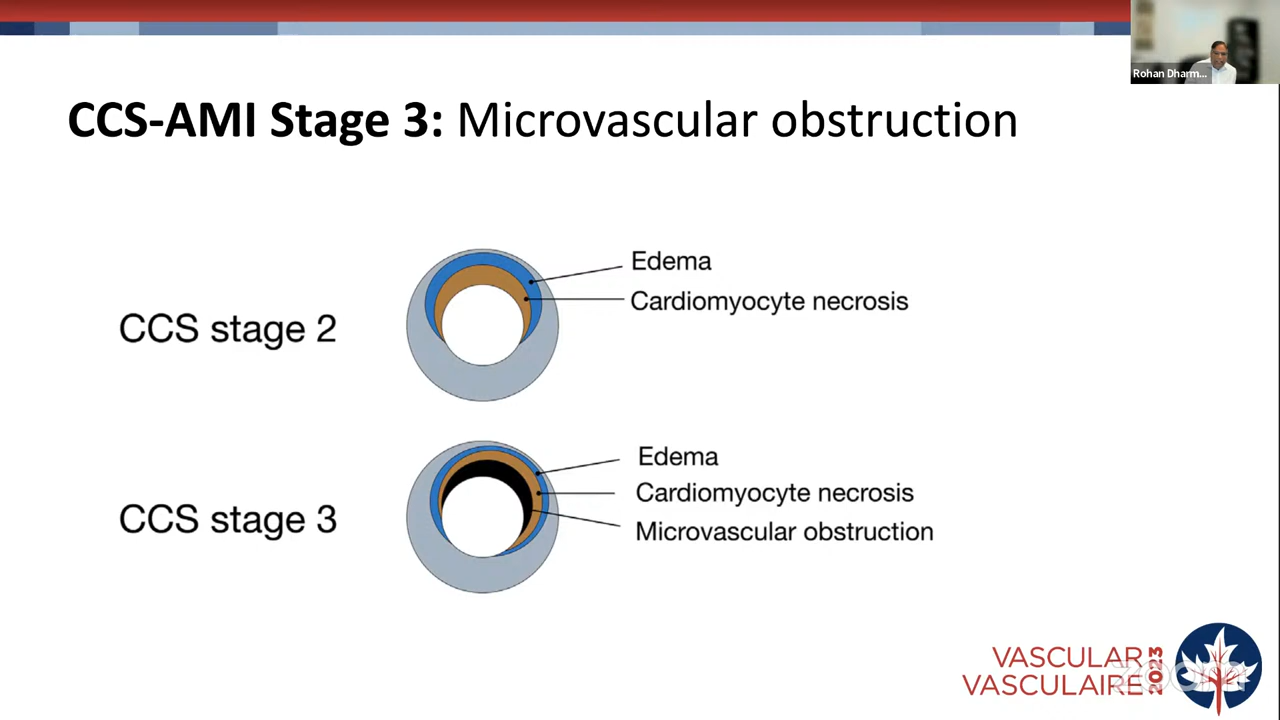 Rohan Dharm...
CCS-AMI Stage 3: Microvascular obstruction
Edema
Cardiomyocyte necrosis
CCS stage 2
Edema
Cardiomyocyte necrosis
CCS stage 3
Microvascular obstruction
VASCULAR
VASCULAIRE
2023
zoom